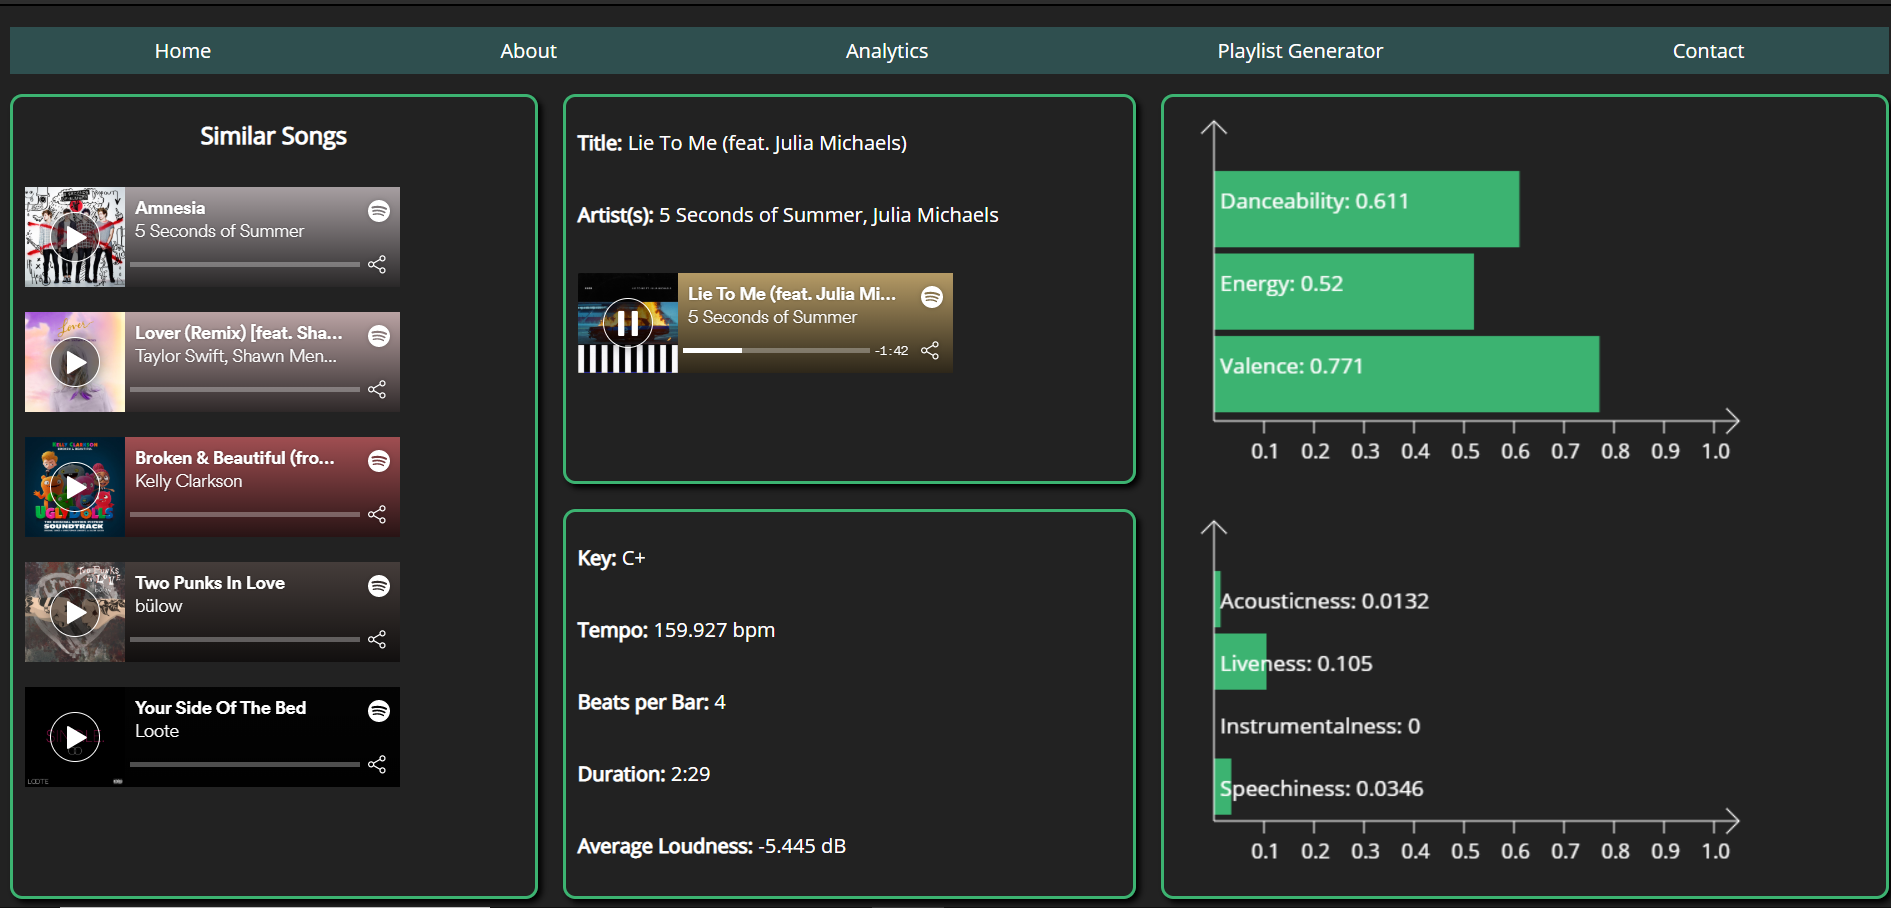 Home About Analytics Playlist Generator Contact
Similar Songs
Amnesia
5 Seconds of Summer
Lover (Remix) [feat. Sha...
Taylor Swift, Shawn Men...
Broken & Beautiful (fro...
Kelly Clarkson
KELLY CLARKSON
UGLYDOLLS
SOUNDTRACK
Two Punks In Love
bülow
Your Side Of The Bed
Loote
LOOTE
Title: Lie To Me (feat. Julia Michaels)
Artist(s): 5 Seconds of Summer, Julia Michaels
Lie To Me (feat. Julia Mi...
5 Seconds of Summer
-1:42
Key: C+
Tempo: 159.927 bpm
Beats per Bar: 4
Duration: 2:29
Average Loudness: -5.445 dB
Danceability: 0.611
Energy: 0.52
Valence: 0.771
0.1 0.2 0.3 0.4 0.5 0.6 0.7 0.8 0.9 1.0
Acousticness: 0.0132
Liveness: 0.105
Instrumentalness: 0
Speechiness: 0.0346
0.1 0.2 0.3 0.4 0.5 0.6 0.7 0.8 0.9 1.0